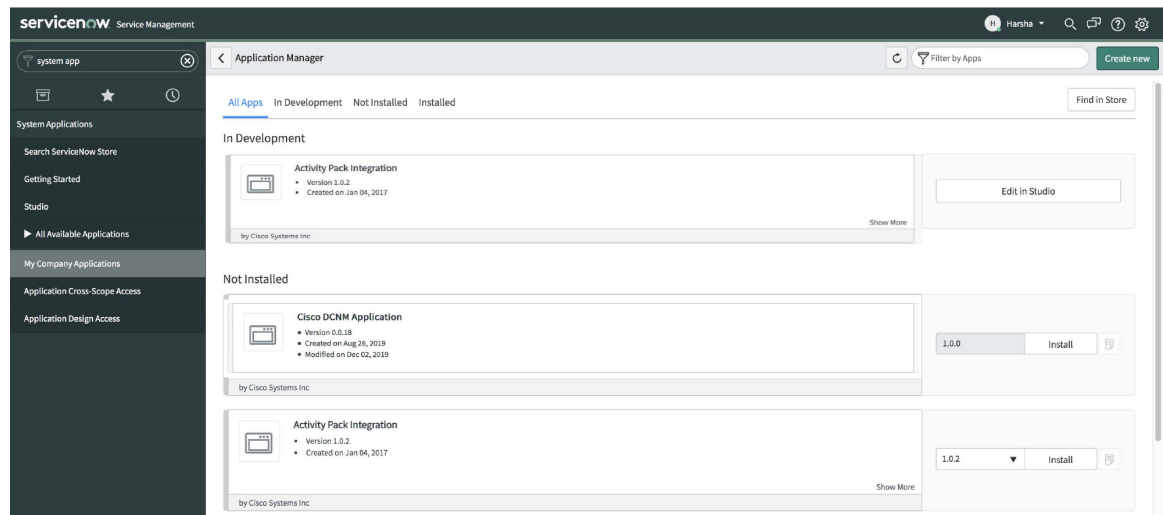 servicenow Service Management
H Harsha
system app
Application Manager
Filter by Apps
Create new
All Apps In Development Not Installed Installed
Find in Store
System Applications
Search ServiceNow Store
Getting Started
Studio
All Available Applications
My Company Applications
Application Cross-Scope Access
Application Design Access
In Development
Activity Pack Integration
• Version 1.0.2
• Created on Jan 04, 2017
Show More
by Cisco Systems Inc
Edit in Studio
Not Installed
Cisco DCNM Application
• Version 0.0.18
• Created on Aug 26, 2019
• Modified on Dec 02, 2019
by Cisco Systems Inc
1.0.0 Install
Activity Pack Integration
• Version 1.0.2
• Created on Jan 04, 2017
Show More
by Cisco Systems Inc
1.0.2 Install